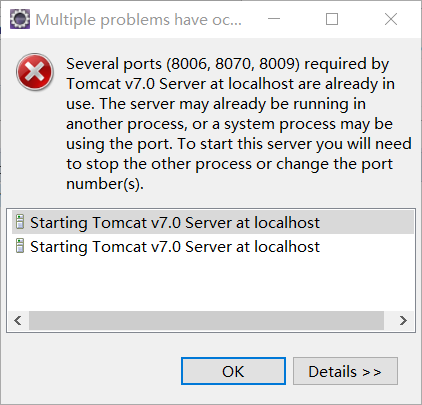 Multiple problems have oc...
Several ports (8006, 8070, 8009) required by
Tomcat v7.0 Server at localhost are already in
use. The server may already be running in
another process, or a system process may be
using the port. To start this server you will need
to stop the other process or change the port
number(s).
Starting Tomcat v7.0 Server at localhost
Starting Tomcat v7.0 Server at localhost
OK
Details >>